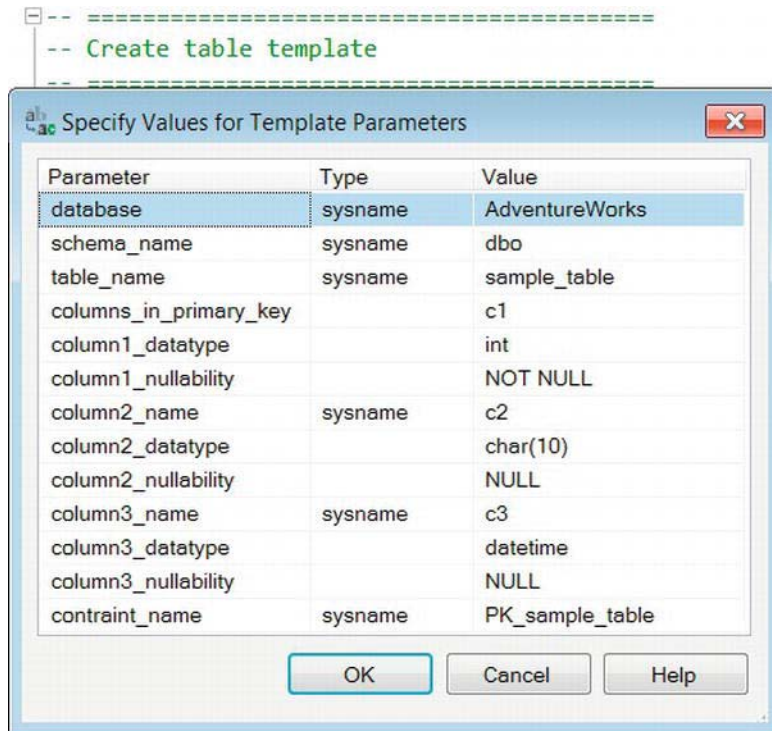 -- ==========================================
-- Create table template
-- ==========================================
Specify Values for Template Parameters
Parameter Type Value
database sysname AdventureWorks
schema_name sysname dbo
table_name sysname sample_table
columns_in_primary_key c1
column1_datatype int
column1_nullability NOT NULL
column2_name sysname c2
column2_datatype char(10)
column2_nullability NULL
column3_name sysname c3
column3_datatype datetime
column3_nullability NULL
contraint_name sysname PK_sample_table
OK Cancel Help